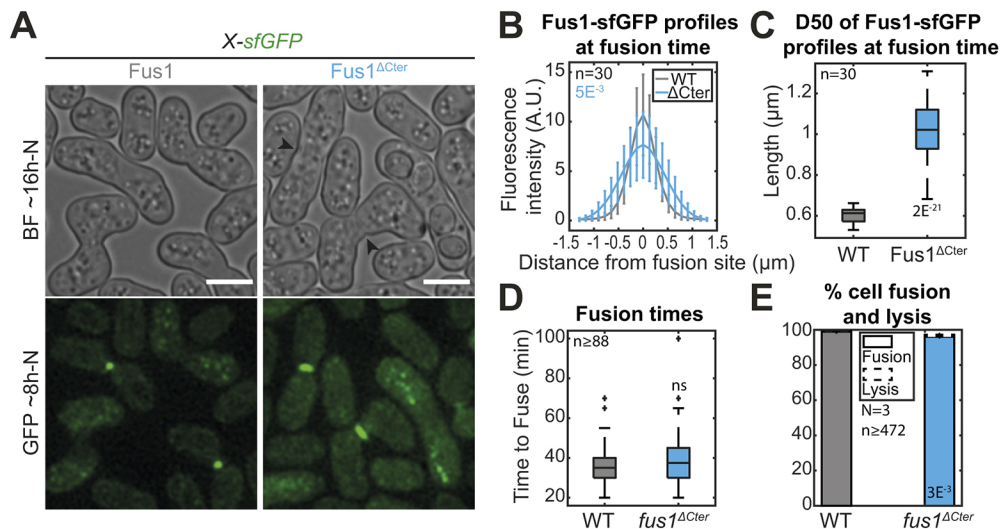 A
X-sfGFP
Fus1
Fus1ΔCter
BF ~16h-N
GFP ~8h-N
B
Fus1-sfGFP profiles
at fusion time
n=30
5E-3
WT
ΔCter
15
10
5
0
Fluorescence
intensity (A.U.)
-1.5
-1
-0.5
0
0.5
1
1.5
Distance from fusion site (µm)
C
D50 of Fus1-sfGFP
profiles at fusion time
n=30
1.2
1
0.8
0.6
Length (µm)
2E-21
WT
Fus1ΔCter
D
Fusion times
n≥88
100
80
60
40
20
Time to Fuse (min)
ns
WT
fus1ΔCter
E
% cell fusion
and lysis
100
80
60
40
20
0
Fusion
Lysis
N=3
n≥472
3E-3
WT
fus1ΔCter